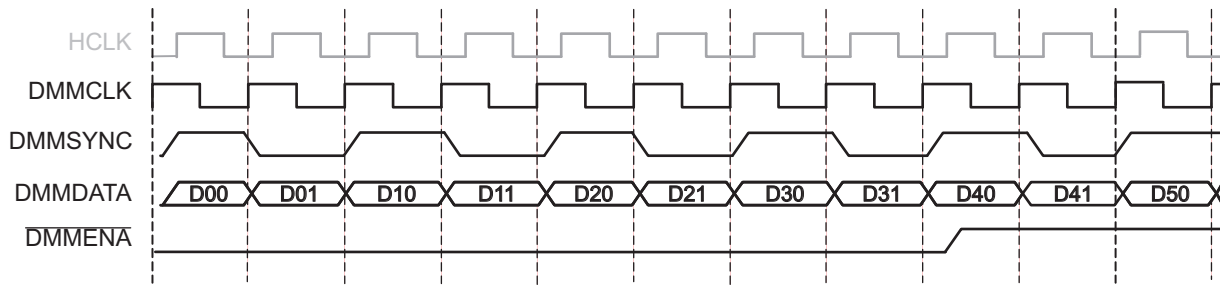 HCLK
DMMCLK
DMMSYNC
DMMDATA D00 D01 D10 D11 D20 D21 D30 D31 D40 D41 D50
DMMENA